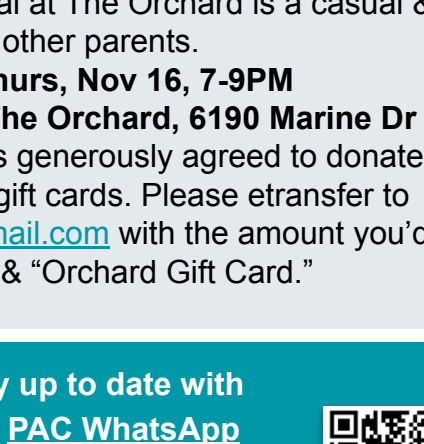 al at The Orchard is a casual &
other parents.
hurs, Nov 16, 7-9PM
The Orchard, 6190 Marine Dr
s generously agreed to donate
gift cards. Please etransfer to
mail.com with the amount you'd
& “Orchard Gift Card.”
y up to date with
PAC WhatsApp